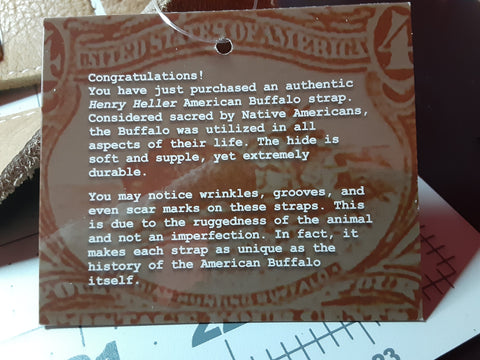 UNITED STATES OF AMERICA
Congratulations!
You have just purchased an authentic
Henry Heller American Buffalo strap.
Considered sacred by Native Americans,
the Buffalo was utilized in all
aspects of their life. The hide is
soft and supple, yet extremely
durable.
You may notice wrinkles, grooves, and
even scar marks on these straps. This
is due to the ruggedness of the animal
and not an imperfection. In fact, it
makes each strap as unique as the
history of the American Buffalo
itself.
HUNTING BUFFALO
23